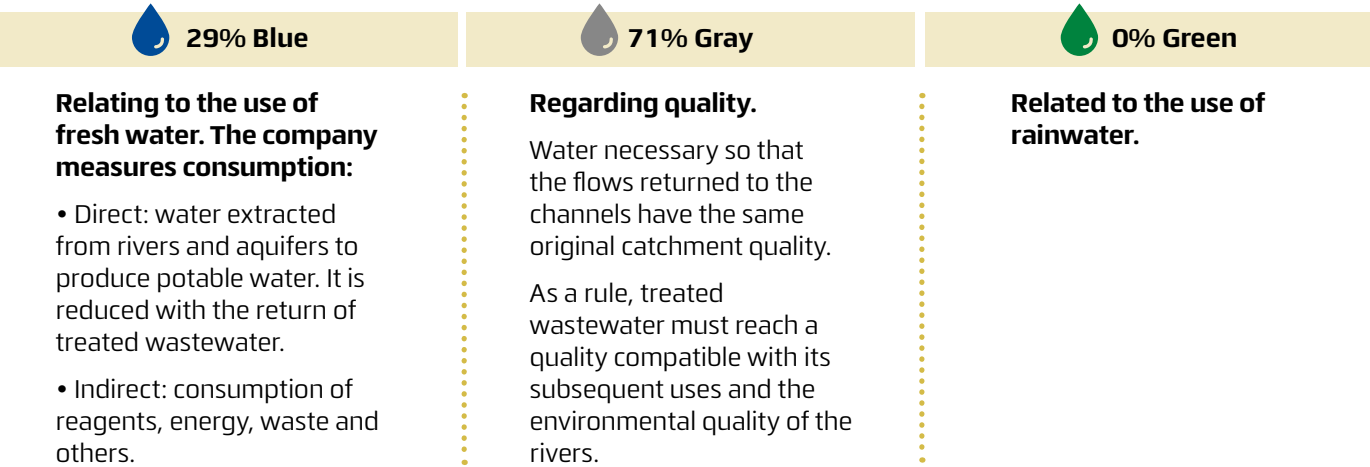 29% Blue
Relating to the use of
fresh water. The company
measures consumption:
• Direct: water extracted
from rivers and aquifers to
produce potable water. It is
reduced with the return of
treated wastewater.
• Indirect: consumption of
reagents, energy, waste and
others.
71% Gray
Regarding quality.
Water necessary so that
the flows returned to the
channels have the same
original catchment quality.
As a rule, treated
wastewater must reach a
quality compatible with its
subsequent uses and the
environmental quality of the
rivers.
0% Green
Related to the use of
rainwater.